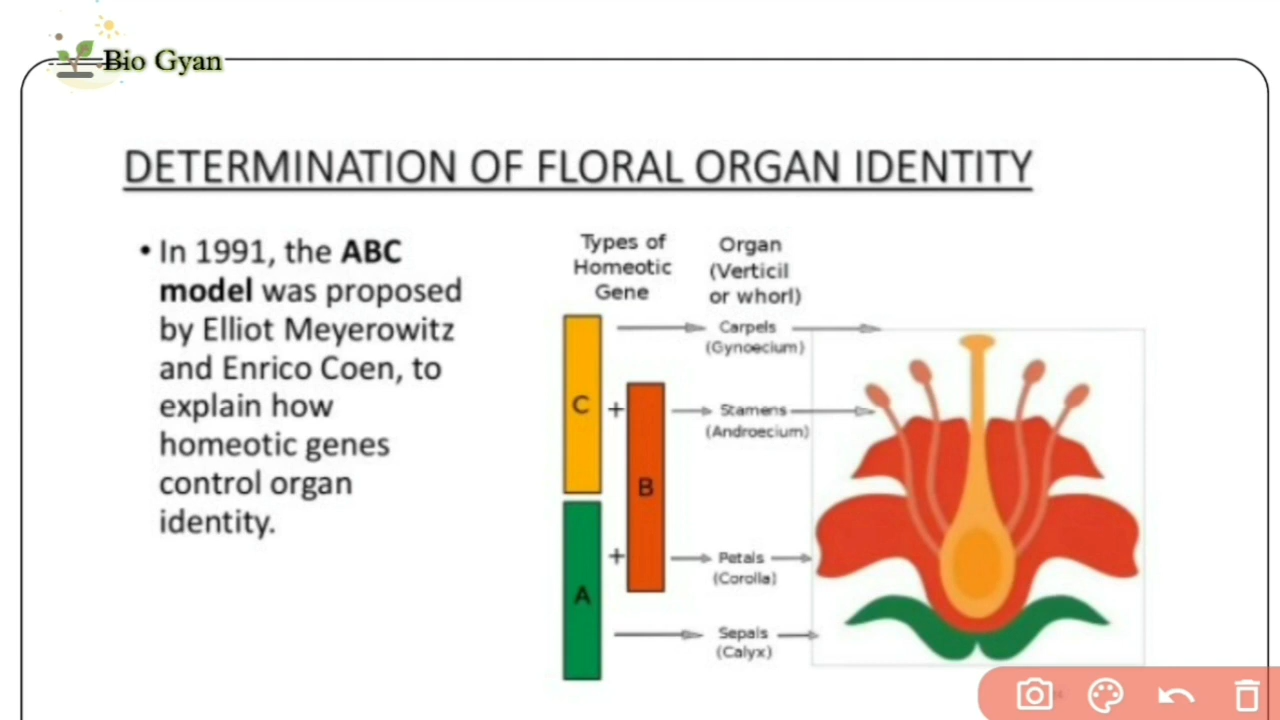 Bio Gyan
DETERMINATION OF FLORAL ORGAN IDENTITY
• In 1991, the ABC
model was proposed
by Elliot Meyerowitz
and Enrico Coen, to
explain how
homeotic genes
control organ
identity.
Types of
Homeotic
Gene
Organ
(Verticil
or whorl)
C
+
B
+
A
Carpels
(Gynoecium)
Stamens
(Androecium)
Petals
(Corolla)
Sepals
(Calyx)